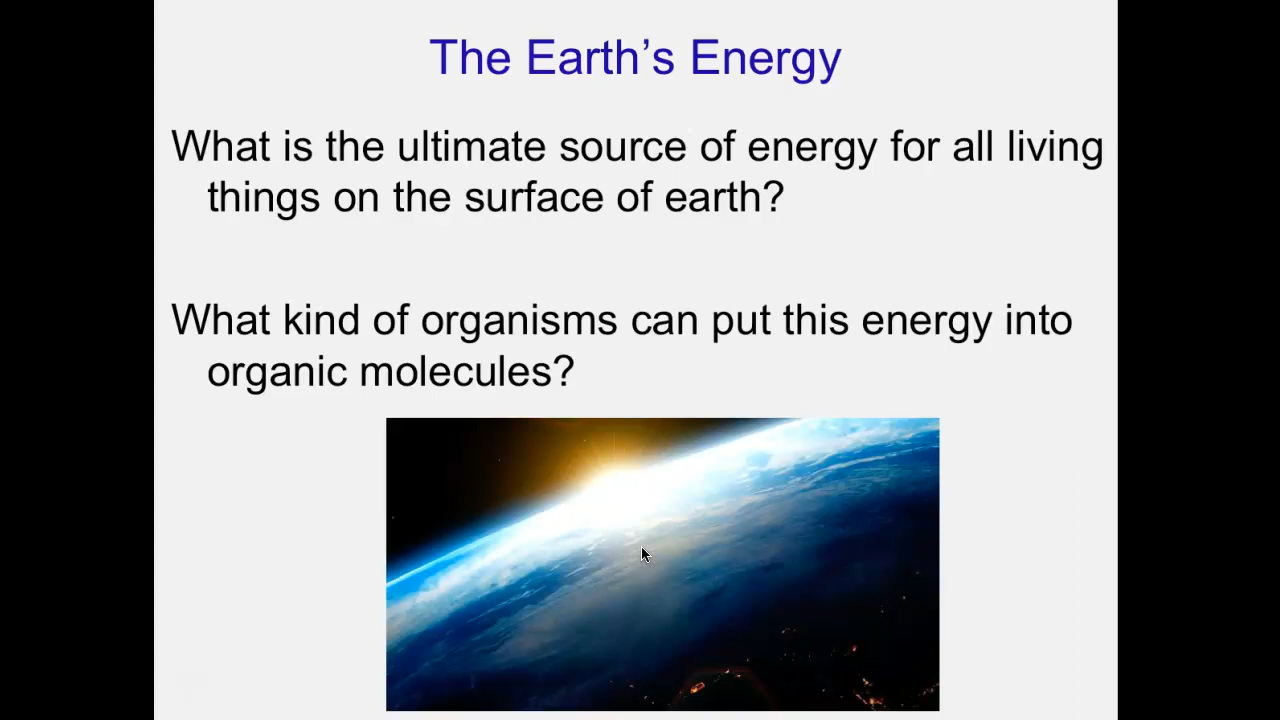 The Earth’s Energy
What is the ultimate source of energy for all living
things on the surface of earth?
What kind of organisms can put this energy into
organic molecules?